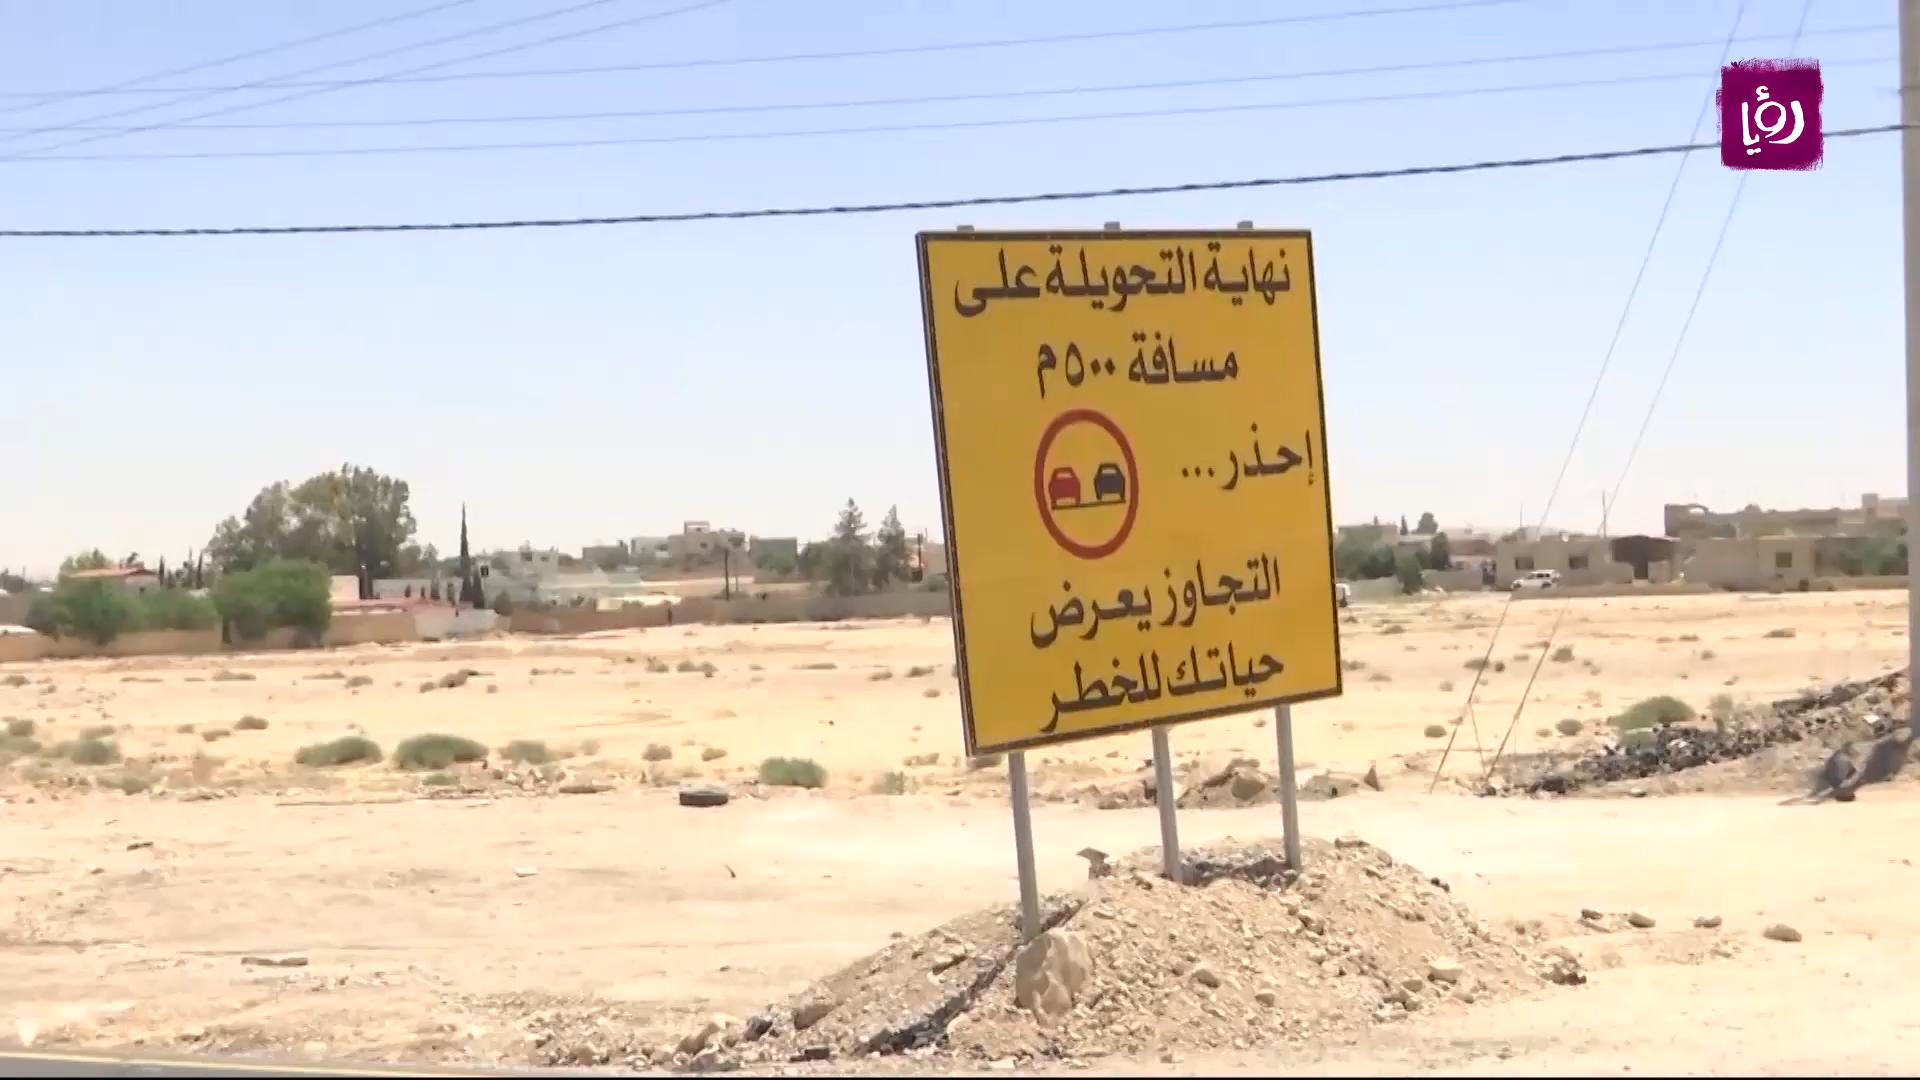 رؤيا
نهاية التحويلة على
مسافة ٥٠٠ م
إحذر...
التجاوز يعرض
حياتك للخطر